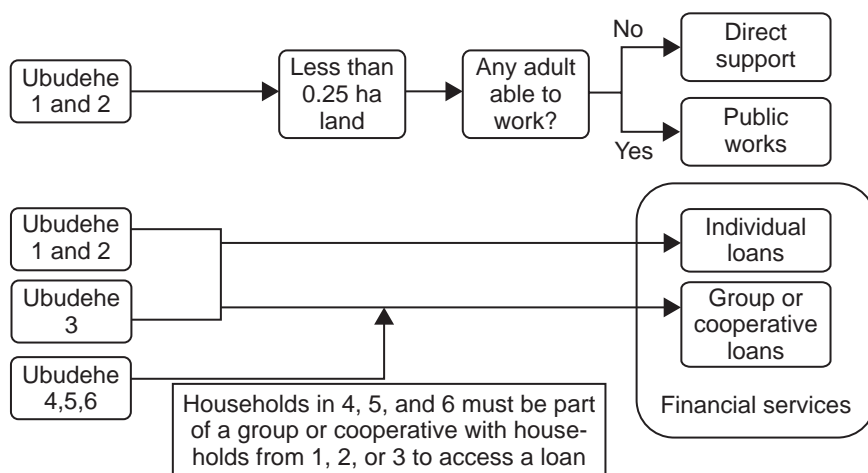 Ubudehe
1 and 2
Less than
0.25 ha
land
Any adult
able to
work?
No
Yes
Direct
support
Public
works
Ubudehe
1 and 2
Ubudehe
3
Ubudehe
4,5,6
Individual
loans
Group or
cooperative
loans
Financial services
Households in 4, 5, and 6 must be part
of a group or cooperative with house-
holds from 1, 2, or 3 to access a loan